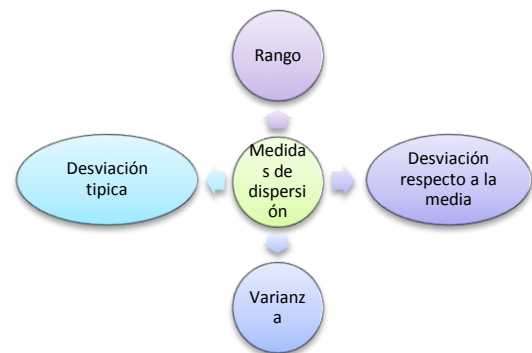 Rango
Desviación
tipica
Medida
s de
dispersi
ón
Desviación
respecto a la
media
Varianz
a